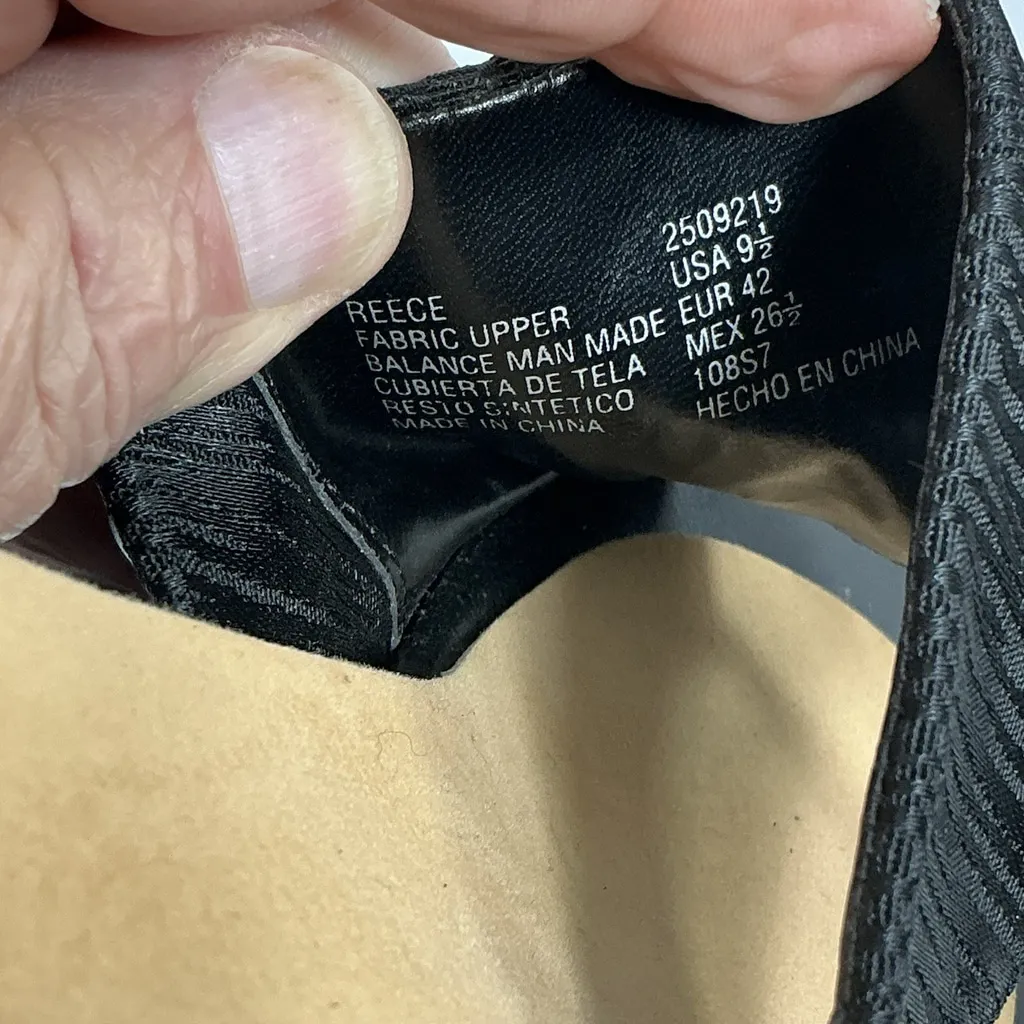 REECE
FABRIC UPPER
BALANCE MAN MADE
CUBIERTA DE TELA
RESTO SINTETICO
MADE IN CHINA
2509219
USA 9½
EUR 42
MEX 26½
108S7
HECHO EN CHINA